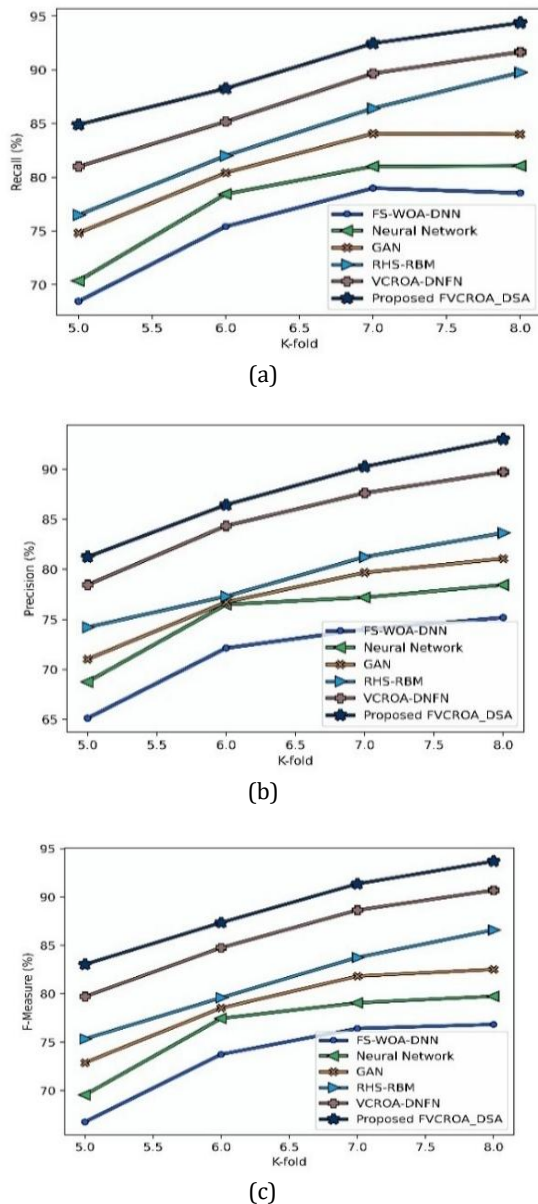 95
90
85
80
75
70
Recall (%)
FS-WOA-DNN
Neural Network
GAN
RHS-RBM
VCROA-DNFN
Proposed FVCROA_DSA
5.0 5.5 6.0 6.5 7.0 7.5 8.0
K-fold
(a)
90
85
80
75
70
65
Precision (%)
FS-WOA-DNN
Neural Network
GAN
RHS-RBM
VCROA-DNFN
Proposed FVCROA_DSA
5.0 5.5 6.0 6.5 7.0 7.5 8.0
K-fold
(b)
95
90
85
80
75
70
F-Measure (%)
FS-WOA-DNN
Neural Network
GAN
RHS-RBM
VCROA-DNFN
Proposed FVCROA_DSA
5.0 5.5 6.0 6.5 7.0 7.5 8.0
K-fold
(c)